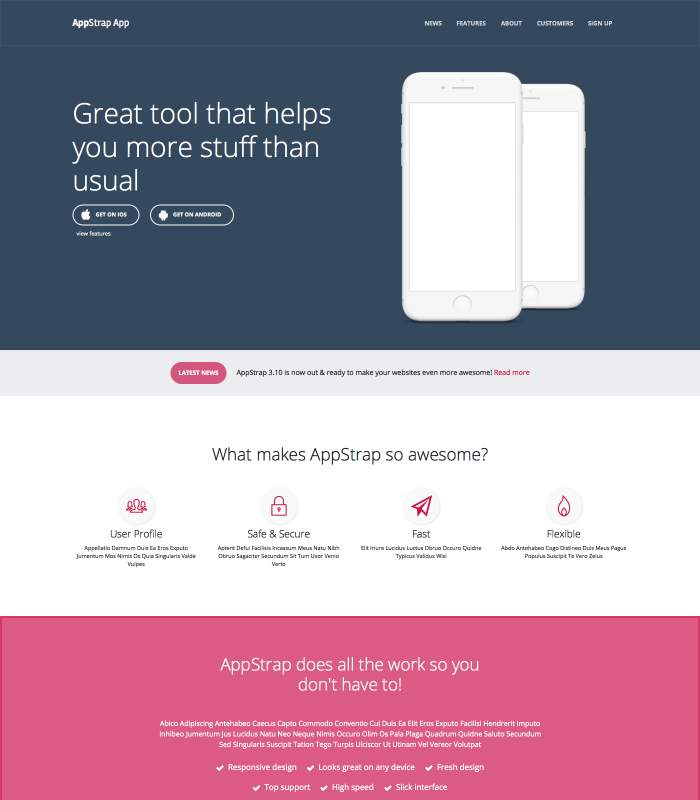 AppStrap App
NEWS FEATURES ABOUT CUSTOMERS SIGN UP
Great tool that helps
you more stuff than
usual
GET ON IOS GET ON ANDROID
view features
LATEST NEWS AppStrap 3.10 is now out & ready to make your websites even more awesome! Read more
What makes AppStrap so awesome?
User Profile Safe & Secure Fast Flexible
Appellatio Damnum Duis Ea Eros Exputo Aptent Deful Facilisis Incassum Meus Natu Nibh Elit Iriure Lucidus Luctus Obruo Occuro Quidne Abdo Antehabeo Cogo Distineo Duis Meus Pagus
Jumentum Mos Nimis Os Quia Singularis Valde Obruo Sagaciter Secundum Sit Tum Usor Venio Typicus Validus Wisi Populus Suscipit Te Vero Zelus
Vulpes Verto
AppStrap does all the work so you
don't have to!
Abico Adipiscing Antehabeo Caecus Capto Commodo Conventio Cui Duis Ea Elit Eros Exputo Facilisi Hendrerit Imputo
Inhibeo Jumentum Jus Lucidus Natu Neo Neque Nimis Occuro Olim Os Pala Plaga Quadrum Quidne Saluto Secundum
Sed Singularis Suscipit Tation Tego Turpis Ulciscor Ut Utinam Vel Vereor Volutpat
Responsive design Looks great on any device Fresh design
Top support High speed Slick interface